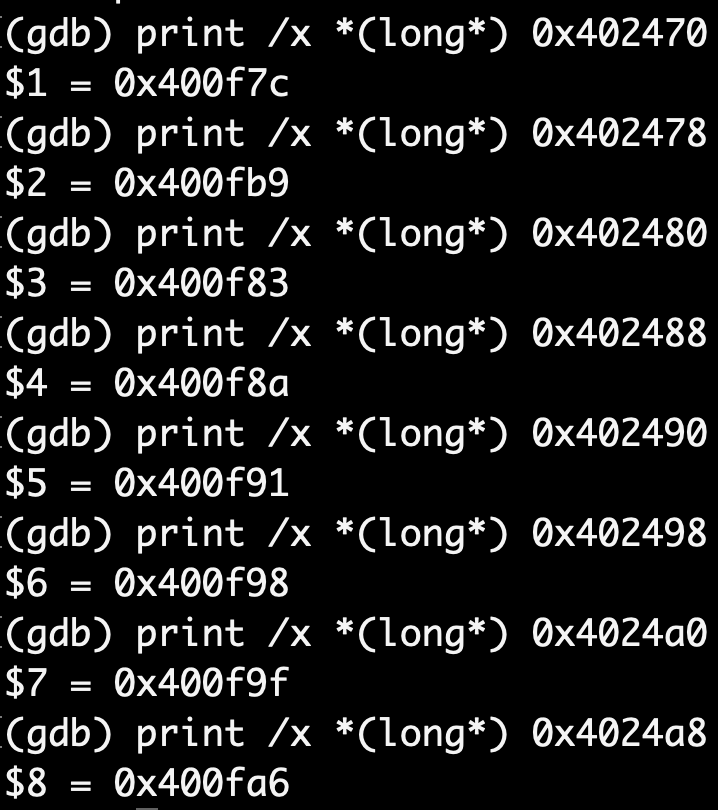 (gdb) print /x *(long*) 0x402470
$1 = 0x400f7c
(gdb) print /x *(long*) 0x402478
$2 = 0x400fb9
(gdb) print /x *(long*) 0x402480
$3 = 0x400f83
(gdb) print /x *(long*) 0x402488
$4 = 0x400f8a
(gdb) print /x *(long*) 0x402490
$5 = 0x400f91
(gdb) print /x *(long*) 0x402498
$6 = 0x400f98
(gdb) print /x *(long*) 0x4024a0
$7 = 0x400f9f
(gdb) print /x *(long*) 0x4024a8
$8 = 0x400fa6